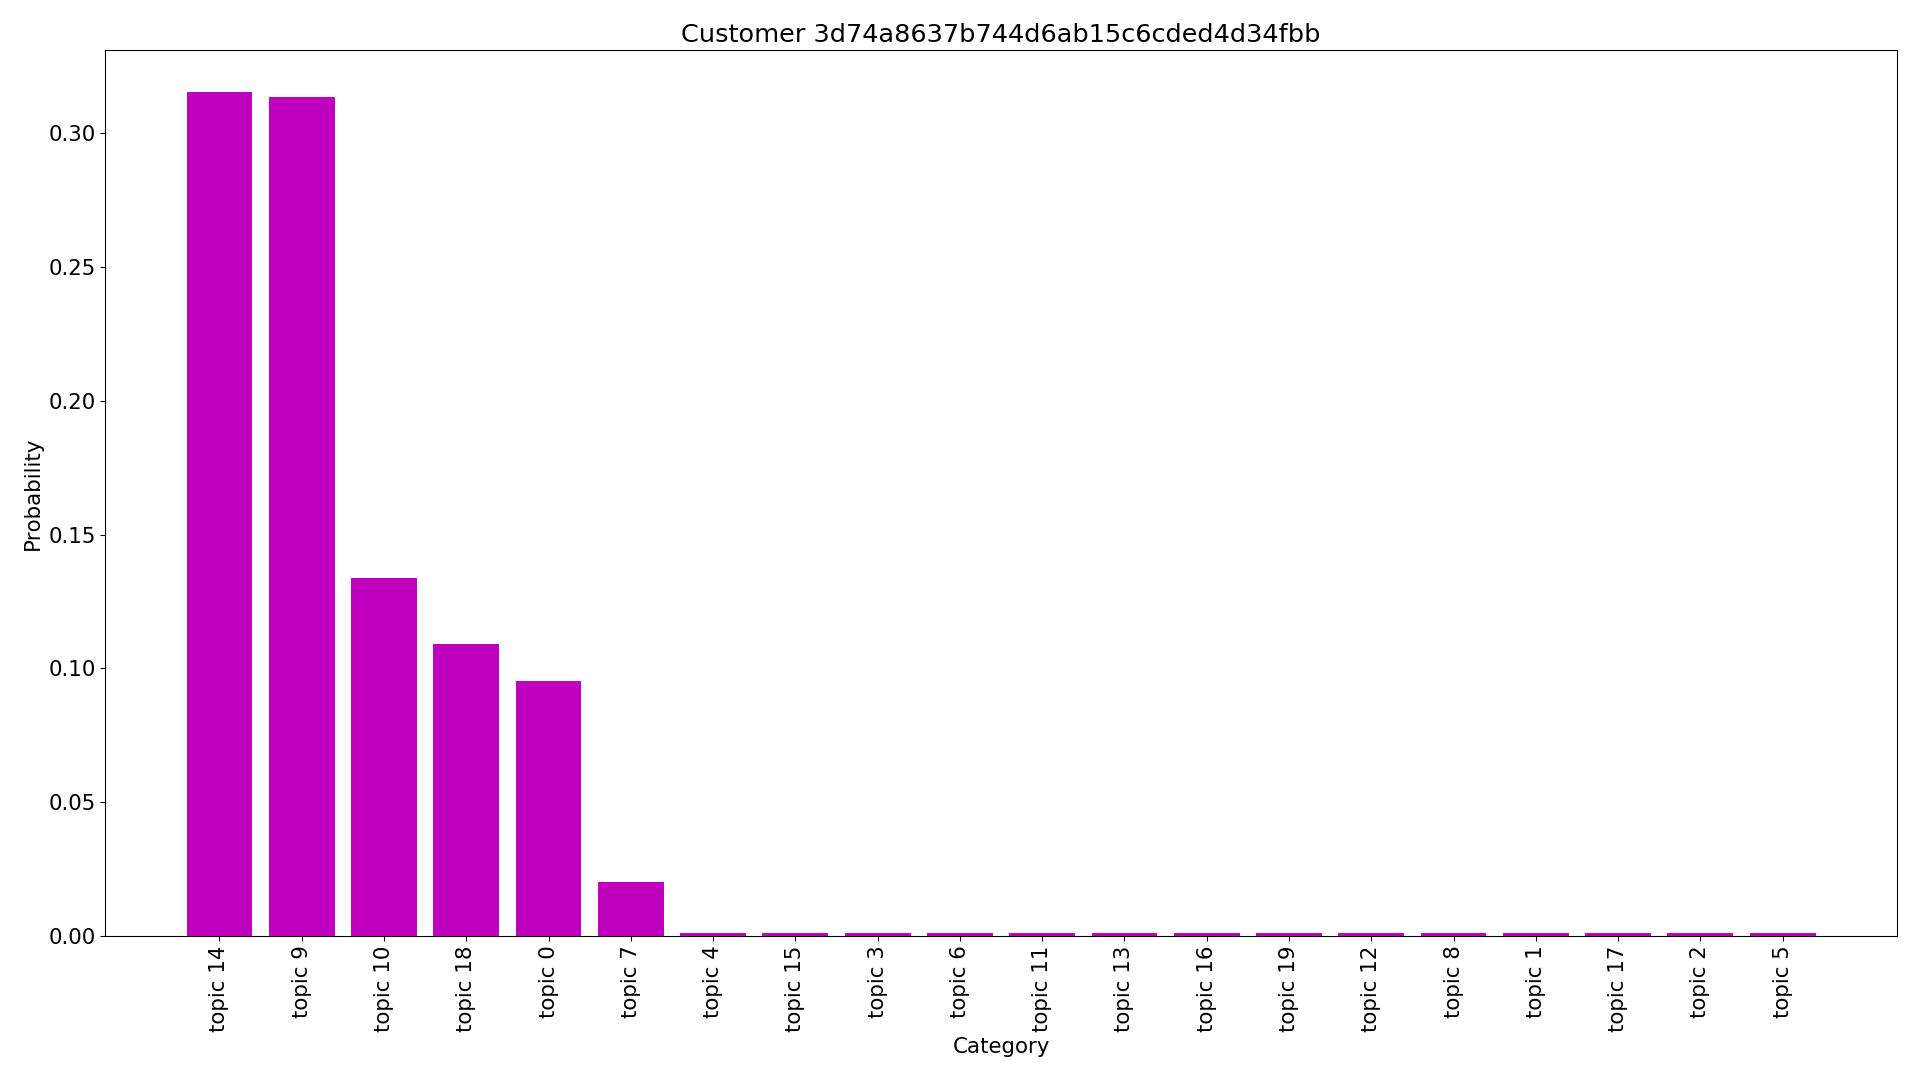 Customer 3d74a8637b744d6ab15c6cded4d34fbb
Probability
0.30
0.25
0.20
0.15
0.10
0.05
0.00
topic 14
topic 9
topic 10
topic 18
topic 0
topic 7
topic 4
topic 15
topic 3
topic 6
topic 11
topic 13
topic 16
topic 19
topic 12
topic 8
topic 1
topic 17
topic 2
topic 5
Category